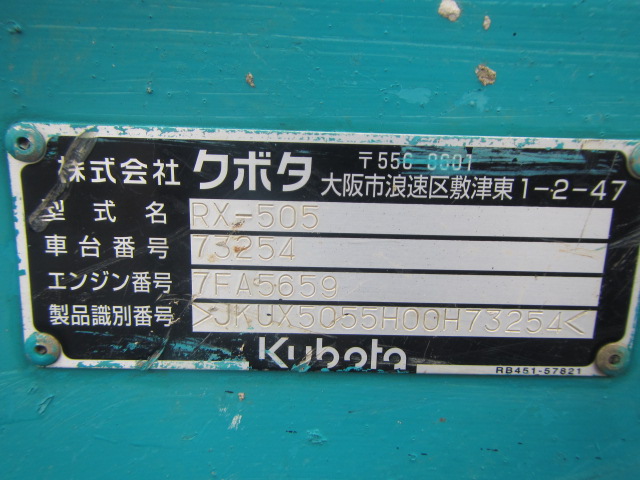 株式会社 クボタ 〒556 8601
大阪市浪速区敷津東1-2-47
型式名 RX-505
車台番号 73254
エンジン番号 7FA5659
製品識別番号 >JKUX5055H00H73254<
Kubota
RB451-57821